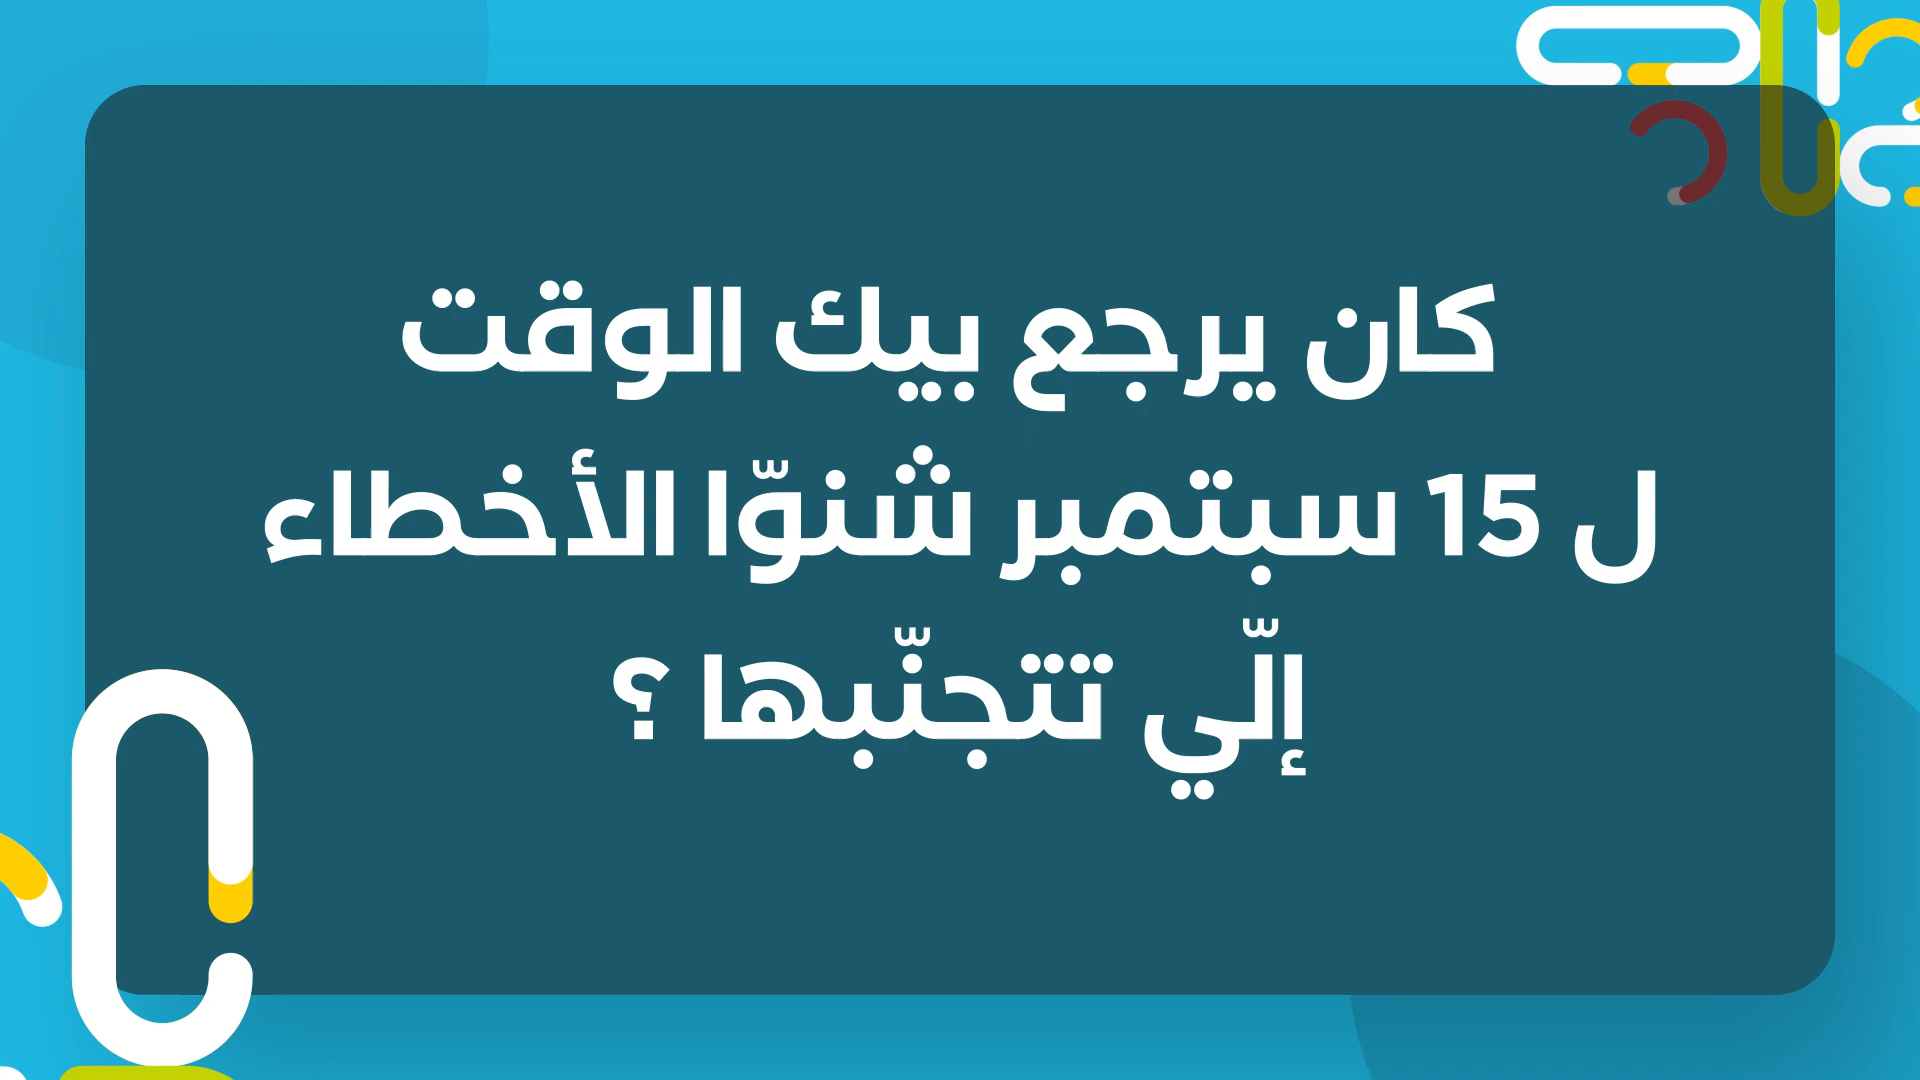 كان يرجع بيك الوقت
ل 15 سبتمبر شنوّا الأخطاء
إلّي تتجنّبها ؟